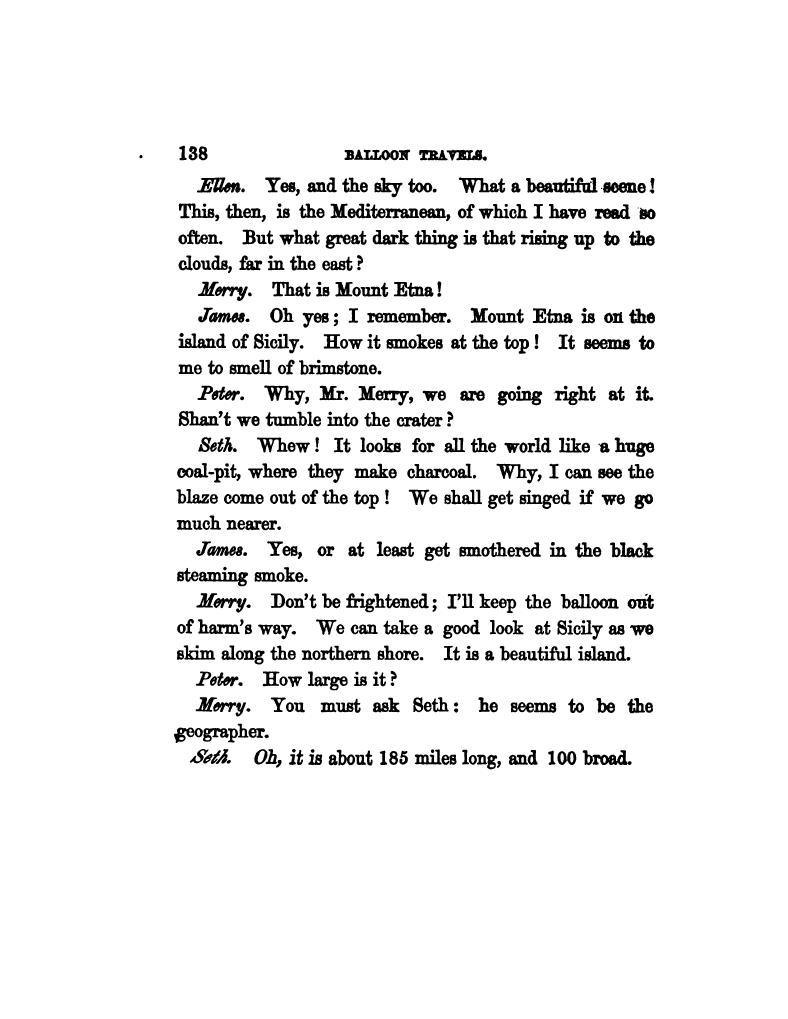 138 BALLOON TRAVELS.
Ellen. Yes, and the sky too. What a beautiful scene!
This, then, is the Mediterranean, of which I have read so
often. But what great dark thing is that rising up to the
clouds, far in the east?
Merry. That is Mount Etna!
James. Oh yes; I remember. Mount Etna is on the
island of Sicily. How it smokes at the top! It seems to
me to smell of brimstone.
Peter. Why, Mr. Merry, we are going right at it.
Shan't we tumble into the crater?
Seth. Whew! It looks for all the world like a huge
coal-pit, where they make charcoal. Why, I can see the
blaze come out of the top! We shall get singed if we go
much nearer.
James. Yes, or at least get smothered in the black
steaming smoke.
Merry. Don't be frightened; I'll keep the balloon out
of harm's way. We can take a good look at Sicily as we
skim along the northern shore. It is a beautiful island.
Peter. How large is it?
Merry. You must ask Seth: he seems to be the
geographer.
Seth. Oh, it is about 185 miles long, and 100 broad.